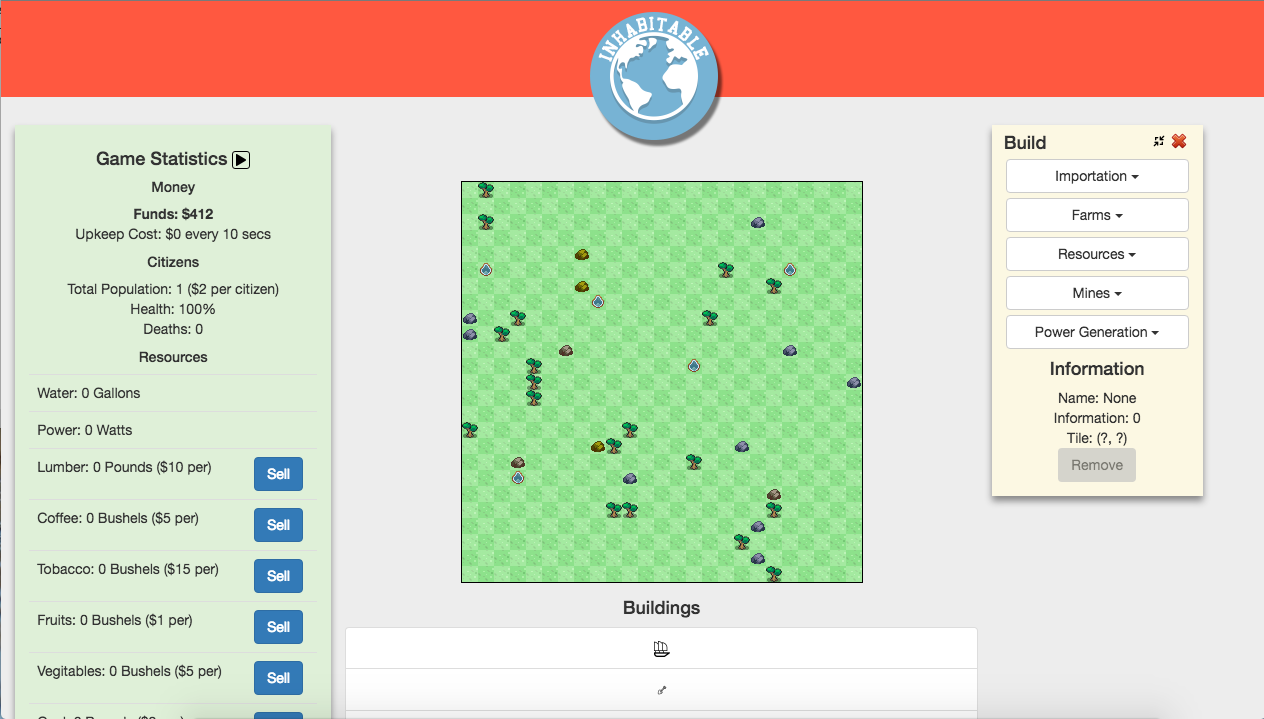 INHABITABLE
Game Statistics
Money
Funds: $412
Upkeep Cost: $0 every 10 secs
Citizens
Total Population: 1 ($2 per citizen)
Health: 100%
Deaths: 0
Resources
Water: 0 Gallons
Power: 0 Watts
Lumber: 0 Pounds ($10 per)
Sell
Coffee: 0 Bushels ($5 per)
Sell
Tobacco: 0 Bushels ($15 per)
Sell
Fruits: 0 Bushels ($1 per)
Sell
Vegitables: 0 Bushels ($5 per)
Sell
Buildings
Build
Importation
Farms
Resources
Mines
Power Generation
Information
Name: None
Information: 0
Tile: (?, ?)
Remove